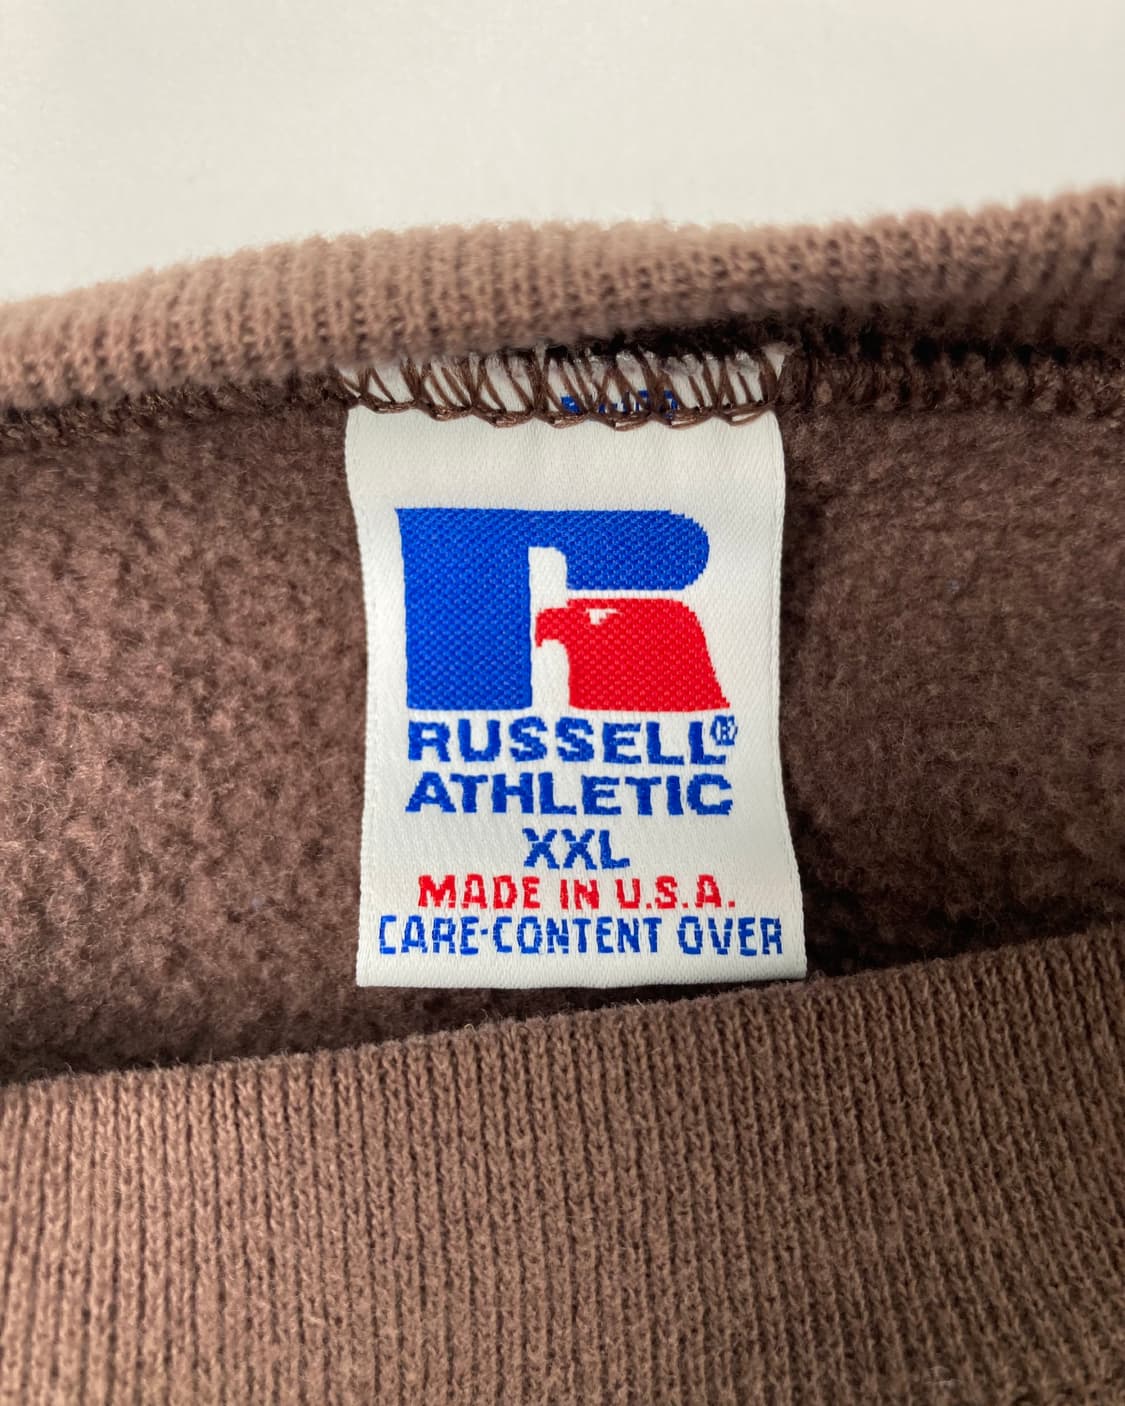 RUSSELL®
ATHLETIC
XXL
MADE IN U.S.A.
CARE-CONTENT OVER